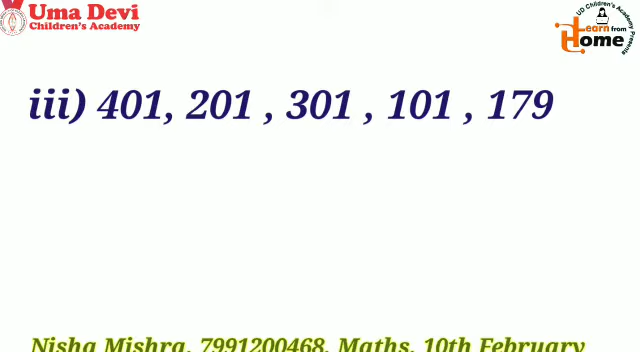 Uma Devi
Children's Academy
UD Children's Academy Presents
Learn from
Home
iii) 401, 201 , 301 , 101 , 179
Nisha Mishra, 7991200468, Maths, 10th February